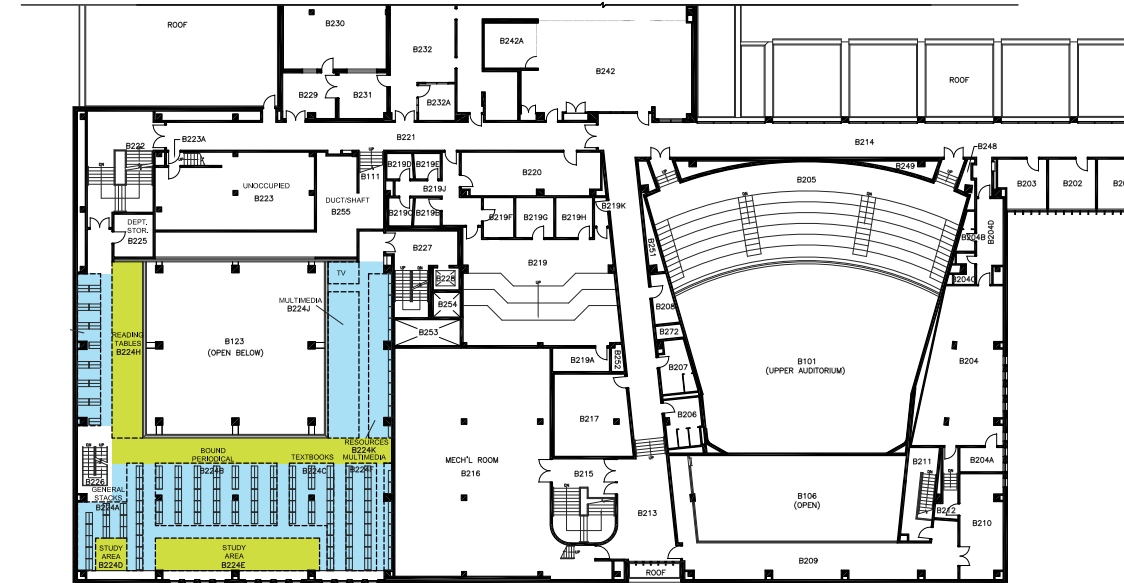 ROOF
B230
B232
B242A
B242
ROOF
B229
B231
B232A
B222
B223A
B221
B214
B248
B249
UP
B111
B219D
B219E
B219J
B220
B205
B203
B202
UNOCCUPIED
B223
DUCT/SHAFT
B255
B219C
B219B
B219F
B219G
B219H
B219K
DEPT.
STOR.
B225
B227
B219
B251
B204B
B204D
B204C
TV
B228
B254
B208
MULTIMEDIA
B224J
B253
B272
READING
TABLES
B224H
B123
(OPEN BELOW)
B219A
B252
B207
B101
(UPPER AUDITORIUM)
B204
B217
B206
RESOURCES
B224K
BOUND
PERIODICAL
B224B
TEXTBOOKS
B224C
MULTIMEDIA
B224F
MECH'L ROOM
B216
B215
B211
B204A
B226
GENERAL
STACKS
B224A
B213
B106
(OPEN)
B212
B210
STUDY
AREA
B224D
STUDY
AREA
B224E
UP
B209
ROOF